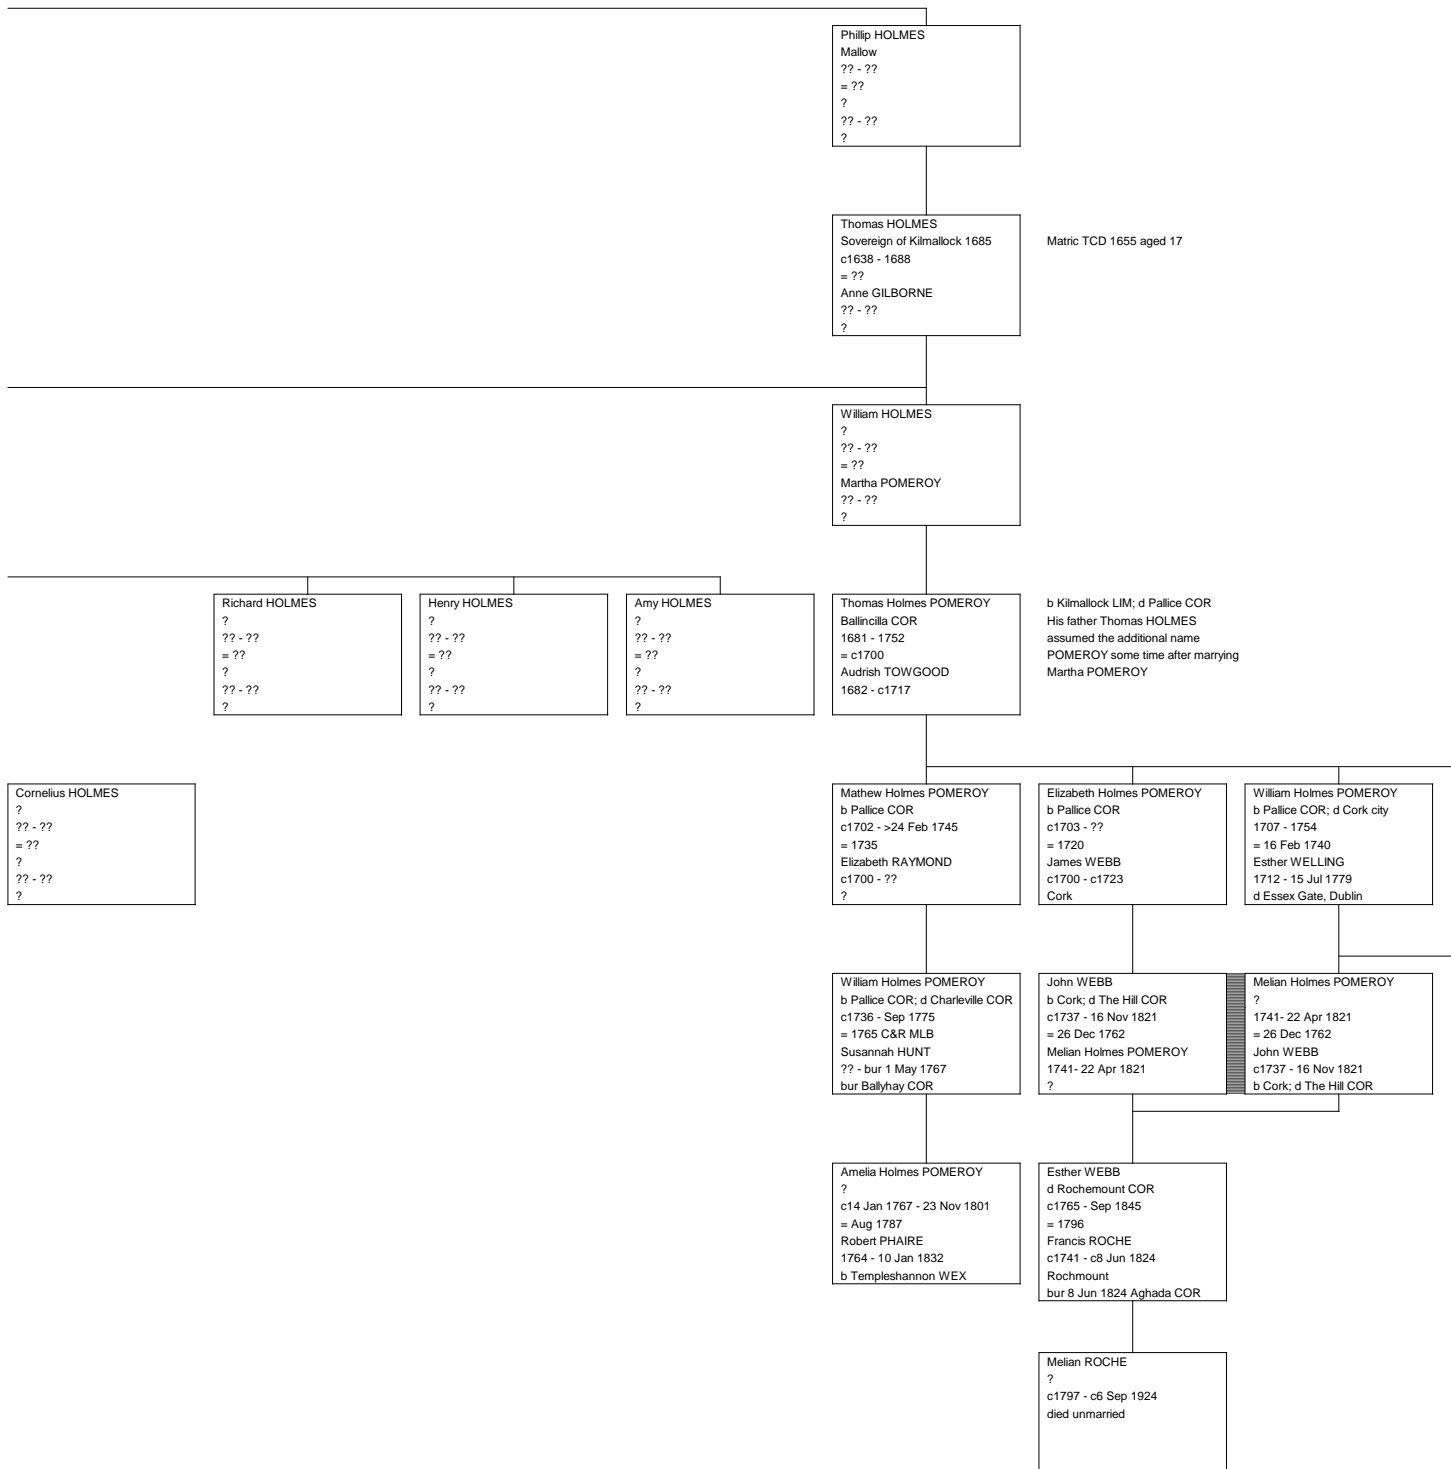 Phillip HOLMES
Mallow
?? - ??
= ??
?
?? - ??
?
Thomas HOLMES
Sovereign of Kilmallock 1685
c1638 - 1688
= ??
Anne GILBORNE
?? - ??
?
Matric TCD 1655 aged 17
William HOLMES
?
?? - ??
= ??
Martha POMEROY
?? - ??
?
Richard HOLMES
?
?? - ??
= ??
?
?? - ??
?
Henry HOLMES
?
?? - ??
= ??
?
?? - ??
?
Amy HOLMES
?
?? - ??
= ??
?
?? - ??
?
Thomas Holmes POMEROY
Ballincilla COR
1681 - 1752
= c1700
Audrish TOWGOOD
1682 - c1717
b Kilmallock LIM; d Pallice COR
His father Thomas HOLMES
assumed the additional name
POMEROY some time after marrying
Martha POMEROY
Cornelius HOLMES
?
?? - ??
= ??
?
?? - ??
?
Mathew Holmes POMEROY
b Pallice COR
c1702 - >24 Feb 1745
= 1735
Elizabeth RAYMOND
c1700 - ??
?
Elizabeth Holmes POMEROY
b Pallice COR
c1703 - ??
= 1720
James WEBB
c1700 - c1723
Cork
William Holmes POMEROY
b Pallice COR; d Cork city
1707 - 1754
= 16 Feb 1740
Esther WELLING
1712 - 15 Jul 1779
d Essex Gate, Dublin
William Holmes POMEROY
b Pallice COR; d Charleville COR
c1736 - Sep 1775
= 1765 C&R MLB
Susannah HUNT
?? - bur 1 May 1767
bur Ballyhay COR
John WEBB
b Cork; d The Hill COR
c1737 - 16 Nov 1821
= 26 Dec 1762
Melian Holmes POMEROY
1741- 22 Apr 1821
?
Melian Holmes POMEROY
?
1741- 22 Apr 1821
= 26 Dec 1762
John WEBB
c1737 - 16 Nov 1821
b Cork; d The Hill COR
Amelia Holmes POMEROY
?
c14 Jan 1767 - 23 Nov 1801
= Aug 1787
Robert PHAIRE
1764 - 10 Jan 1832
b Templeshannon WEX
Esther WEBB
d Rochemount COR
c1765 - Sep 1845
= 1796
Francis ROCHE
c1741 - c8 Jun 1824
Rochmount
bur 8 Jun 1824 Aghada COR
Melian ROCHE
?
c1797 - c6 Sep 1924
died unmarried